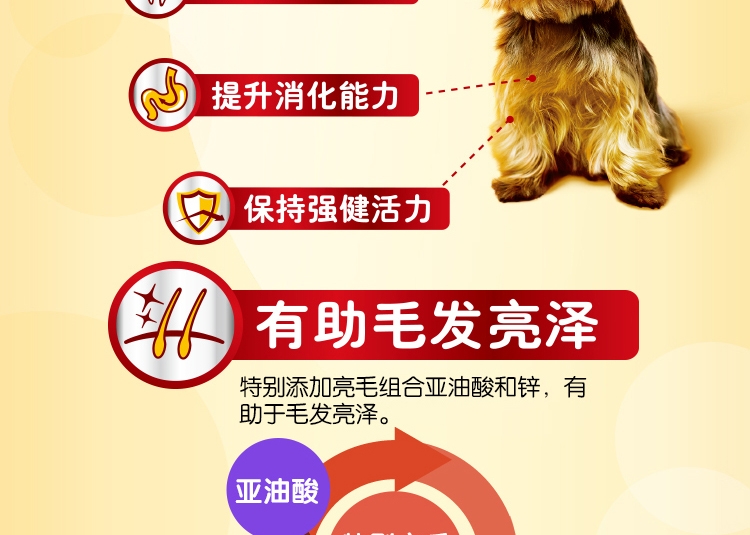 提升消化能力
保持强健活力
有助毛发亮泽
特别添加亮毛组合亚油酸和锌，有
助于毛发亮泽。
亚油酸